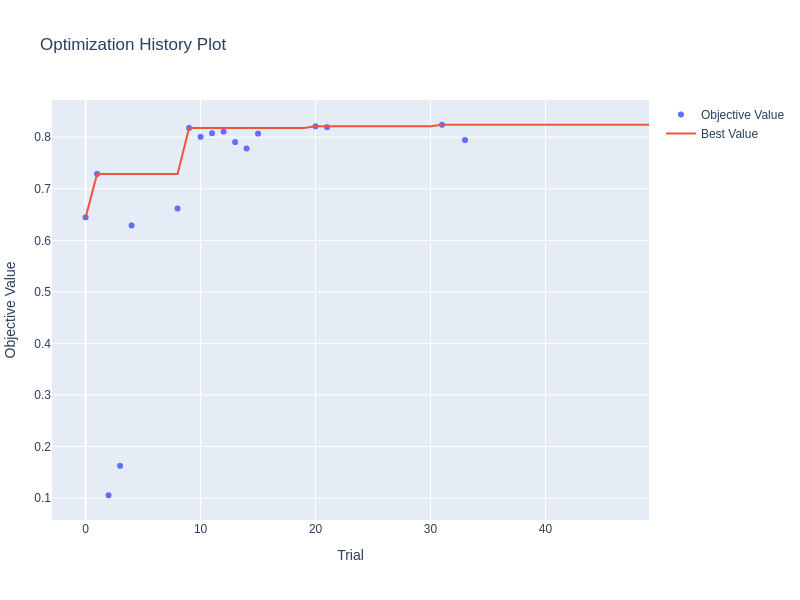 Optimization History Plot
Objective Value
Best Value
0.8
0.7
0.6
0.5
0.4
0.3
0.2
0.1
Objective Value
0 10 20 30 40
Trial